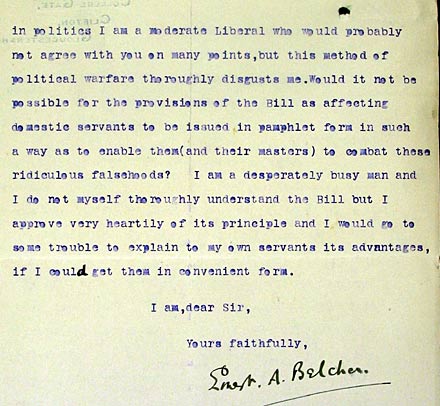 in politics I am a moderate Liberal who would probably
not agree with you on many points,but this method of
political warfare thoroughly disgusts me.Would it not be
possible for the provisions of the Bill as affecting
domestic servants to be issued in pamphlet form in such
a way as to enable them(and their masters) to combat these
ridiculous falsehoods? I am a desperately busy man and
I do not myself thoroughly understand the Bill but I
approve very heartily of its principle and I would go to
some trouble to explain to my own servants its advantages,
if I could get them in convenient form.
I am,dear Sir,
Yours faithfully,
Ernest. A. Belcher.